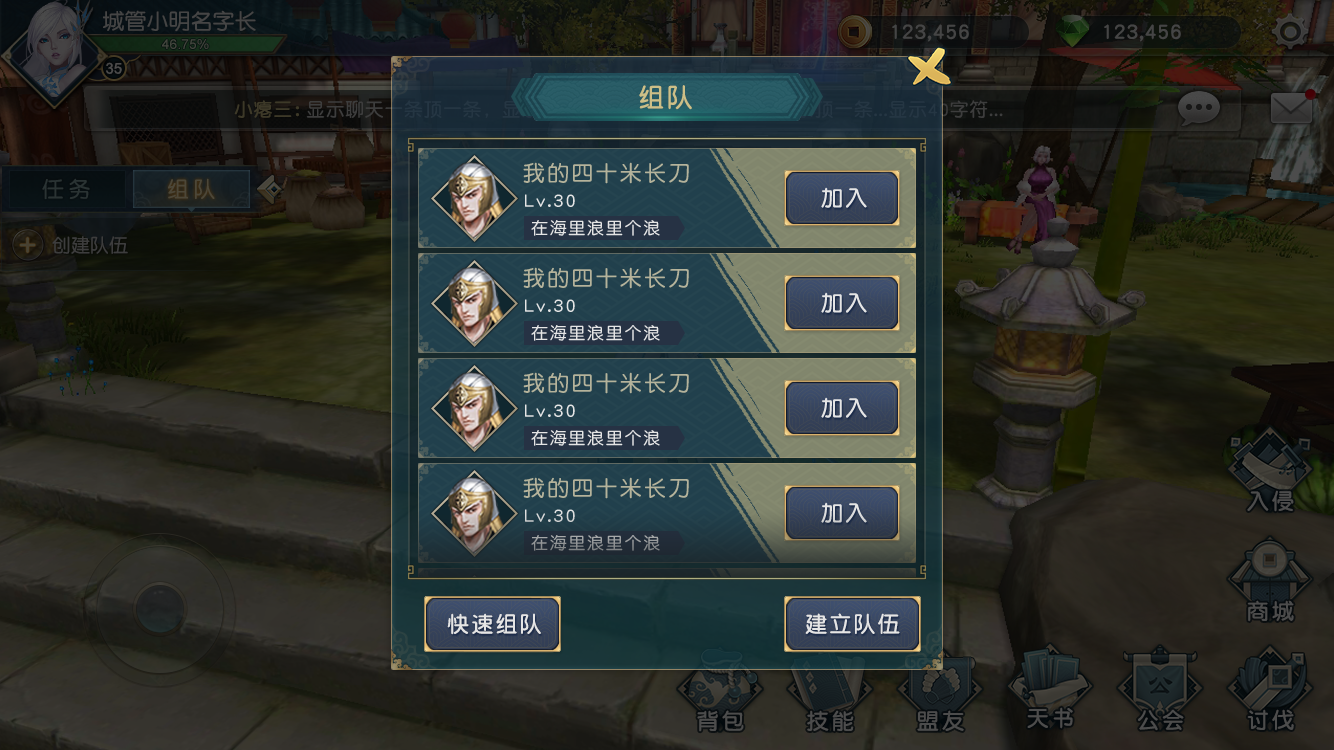 城管小明名字长
46.75%
35
123,456
123,456
小瘪三: 显示聊天一条顶一条, 显
顶一条...显示40字符...
组队
任务
组队
创建队伍
我的四十米长刀
Lv.30
在海里浪里个浪
加入
我的四十米长刀
Lv.30
在海里浪里个浪
加入
我的四十米长刀
Lv.30
在海里浪里个浪
加入
我的四十米长刀
Lv.30
在海里浪里个浪
加入
快速组队
建立队伍
入侵
商城
背包
技能
盟友
天书
公会
讨伐